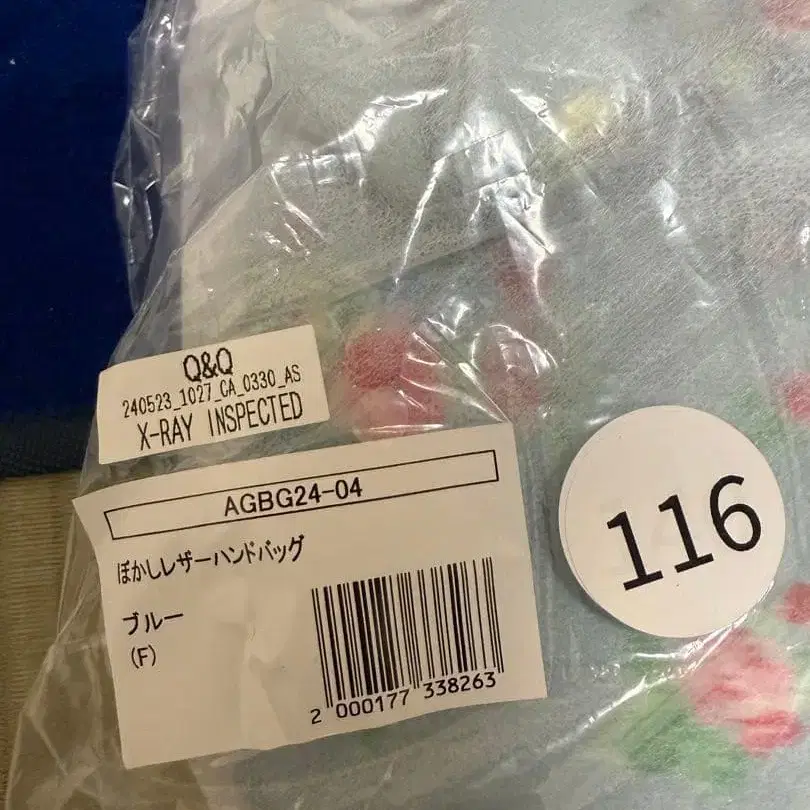 Q&Q
240523_1027_CA_0330_AS
X-RAY INSPECTED
AGBG24-04
ぼかしレザーハンドバッグ
ブルー
(F)
2 000177 338263
116